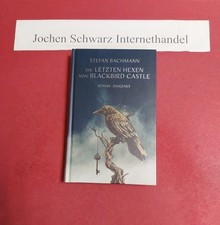 Jochen Schwarz Internethandel
STEFAN BACHMANN
DIE LETZTEN HEXEN
VON BLACKBIRD CASTLE
ROMAN · DIOGENES